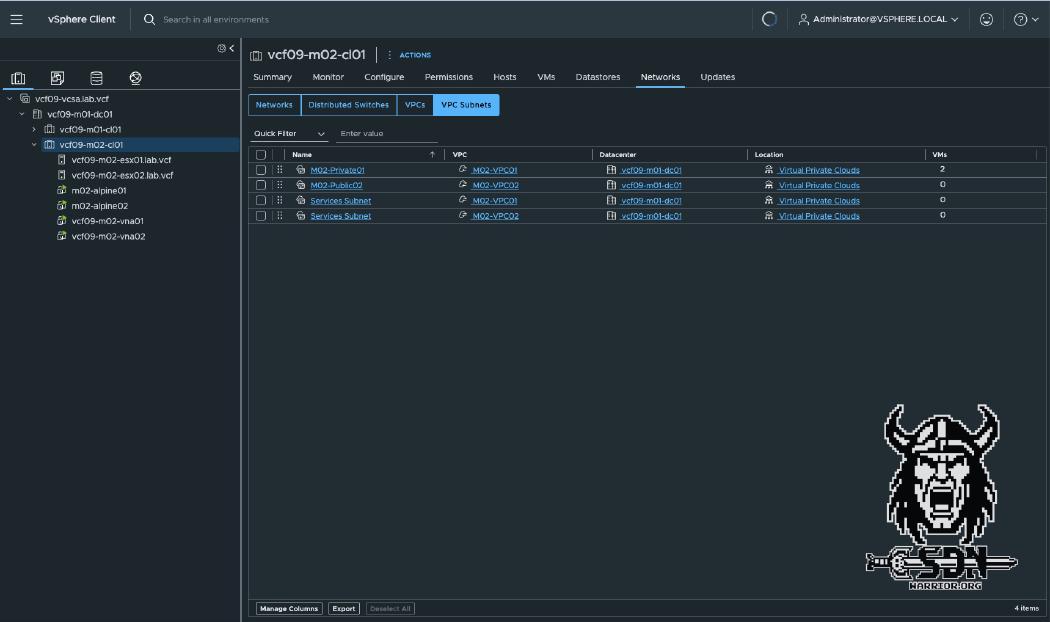 vSphere Client
Search in all environments
Administrator@VSPHERE.LOCAL
vcf09-vcsa.lab.vcf
vcf09-m01-dc01
vcf09-m01-cl01
vcf09-m02-cl01
vcf09-m02-esx01.lab.vcf
vcf09-m02-esx02.lab.vcf
m02-alpine01
m02-alpine02
vcf09-m02-vna01
vcf09-m02-vna02
vcf09-m02-cl01 ACTIONS
Summary Monitor Configure Permissions Hosts VMs Datastores Networks Updates
Networks Distributed Switches VPCs VPC Subnets
Quick Filter Enter value
Name VPC Datacenter Location VMs
M02-Private01 M02-VPC01 vcf09-m01-dc01 Virtual Private Clouds 2
M02-Public02 M02-VPC02 vcf09-m01-dc01 Virtual Private Clouds 0
Services Subnet M02-VPC01 vcf09-m01-dc01 Virtual Private Clouds 0
Services Subnet M02-VPC02 vcf09-m01-dc01 Virtual Private Clouds 0
SDN
WARRIOR.ORG
Manage Columns Export Deselect All 4 items